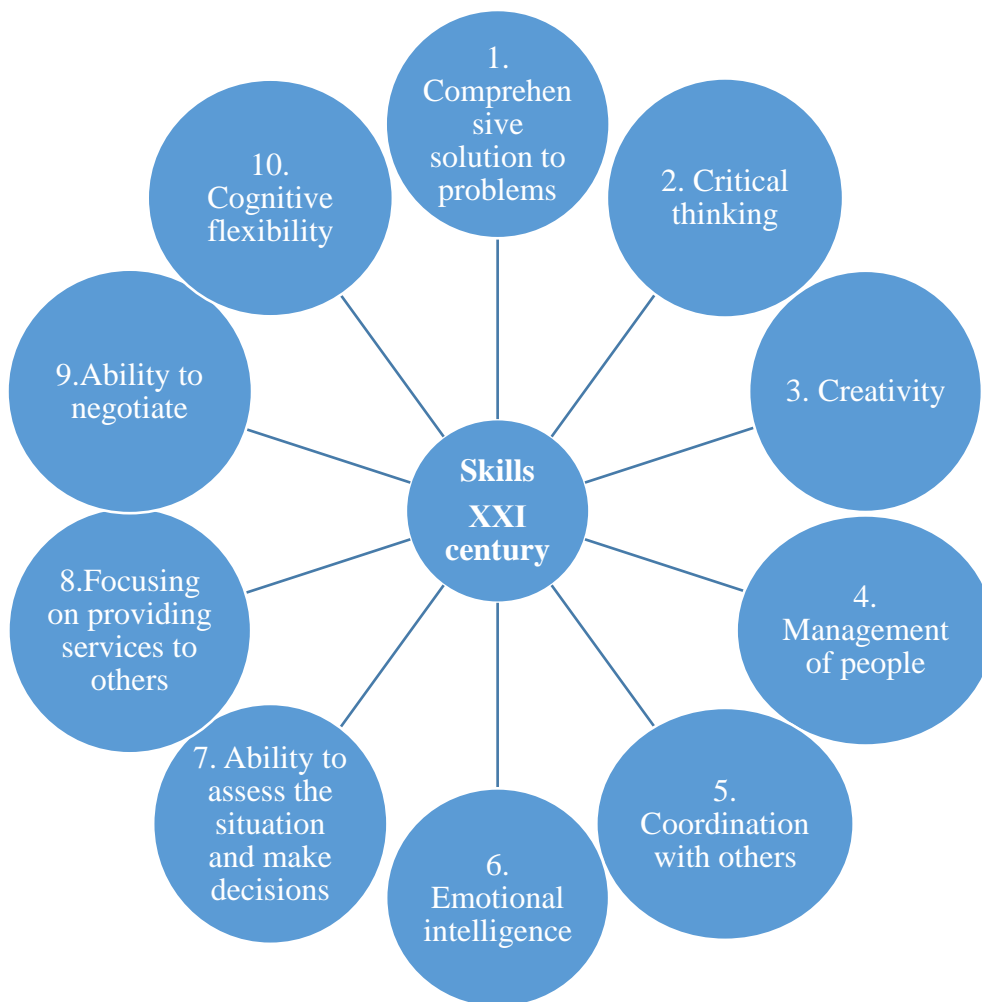 1.
Comprehen
sive
solution to
problems
2. Critical
thinking
3. Creativity
4.
Management
of people
5.
Coordination
with others
6.
Emotional
intelligence
7. Ability to
assess the
situation
and make
decisions
8.Focusing
on providing
services to
others
9.Ability to
negotiate
10.
Cognitive
flexibility
Skills
XXI
century